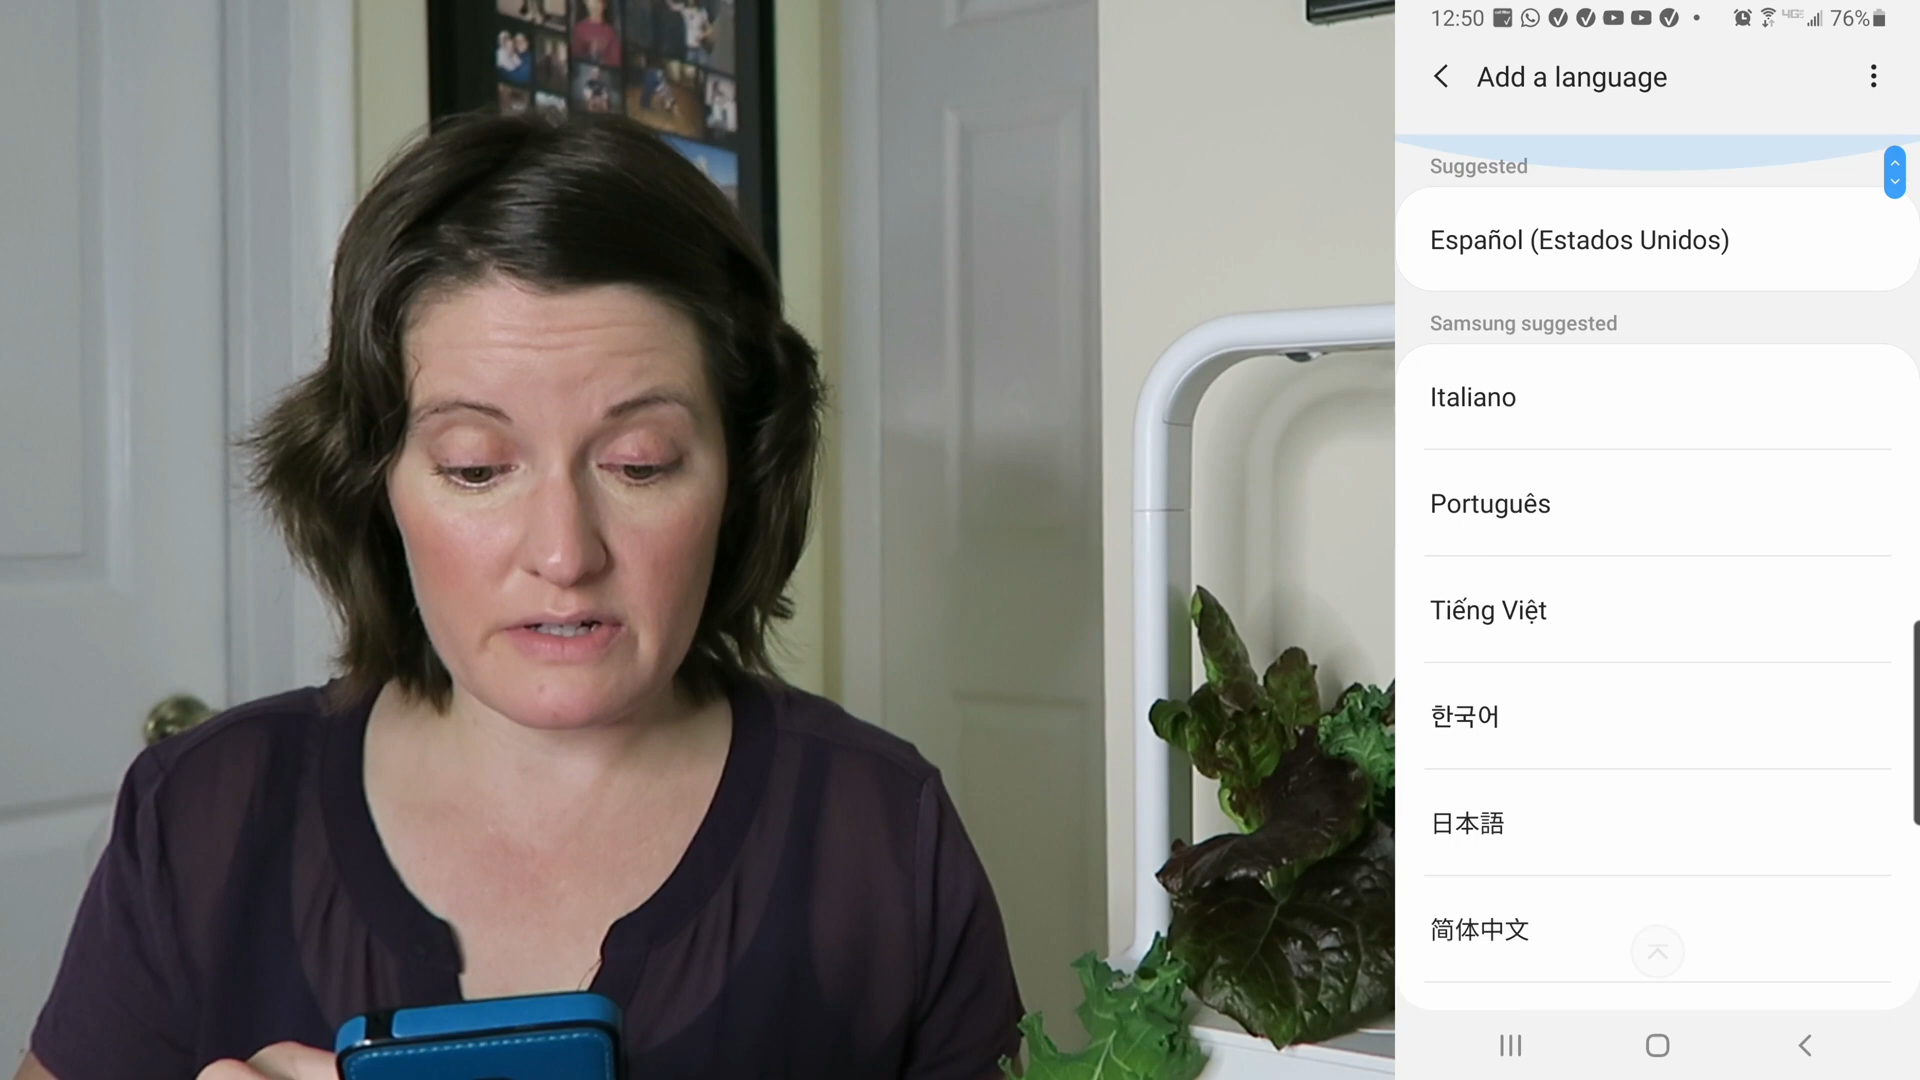 12:50 76%
Add a language
Suggested
Español (Estados Unidos)
Samsung suggested
Italiano
Português
Tiếng Việt
한국어
日本語
简体中文